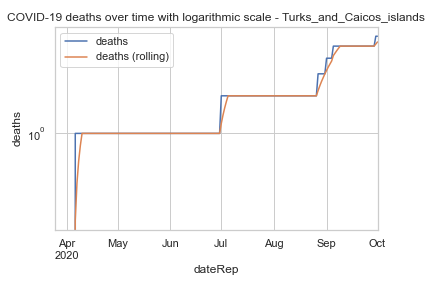 COVID-19 deaths over time with logarithmic scale - Turks_and_Caicos_islands
deaths
deaths (rolling)
deaths
10⁰
Apr May Jun Jul Aug Sep Oct
2020
dateRep